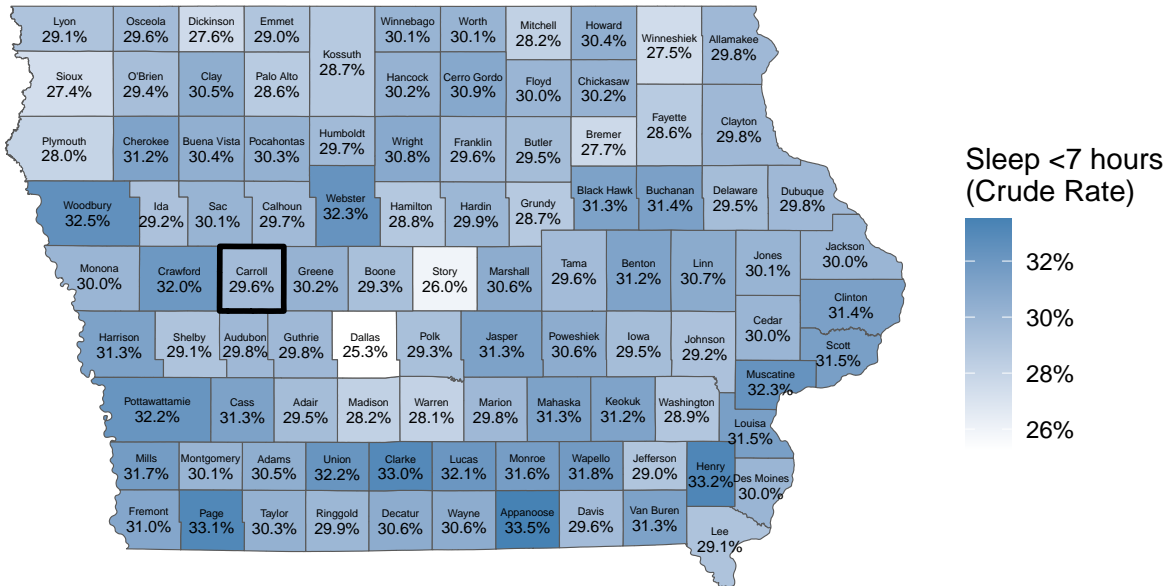 Lyon
29.1%
Osceola
29.6%
Dickinson
27.6%
Emmet
29.0%
Kossuth
28.7%
Winnebago
30.1%
Worth
30.1%
Mitchell
28.2%
Howard
30.4%
Winneshiek
27.5%
Allamakee
29.8%
Sioux
27.4%
O'Brien
29.4%
Clay
30.5%
Palo Alto
28.6%
Hancock
30.2%
Cerro Gordo
30.9%
Floyd
30.0%
Chickasaw
30.2%
Fayette
28.6%
Clayton
29.8%
Plymouth
28.0%
Cherokee
31.2%
Buena Vista
30.4%
Pocahontas
30.3%
Humboldt
29.7%
Wright
30.8%
Franklin
29.6%
Butler
29.5%
Bremer
27.7%
Woodbury
32.5%
Ida
29.2%
Sac
30.1%
Calhoun
29.7%
Webster
32.3%
Hamilton
28.8%
Hardin
29.9%
Grundy
28.7%
Black Hawk
31.3%
Buchanan
31.4%
Delaware
29.5%
Dubuque
29.8%
Monona
30.0%
Crawford
32.0%
Carroll
29.6%
Greene
30.2%
Boone
29.3%
Story
26.0%
Marshall
30.6%
Tama
29.6%
Benton
31.2%
Linn
30.7%
Jones
30.1%
Jackson
30.0%
Clinton
31.4%
Harrison
31.3%
Shelby
29.1%
Audubon
29.8%
Guthrie
29.8%
Dallas
25.3%
Polk
29.3%
Jasper
31.3%
Poweshiek
30.6%
Iowa
29.5%
Johnson
29.2%
Cedar
30.0%
Scott
31.5%
Muscatine
32.3%
Pottawattamie
32.2%
Cass
31.3%
Adair
29.5%
Madison
28.2%
Warren
28.1%
Marion
29.8%
Mahaska
31.3%
Keokuk
31.2%
Washington
28.9%
Louisa
31.5%
Mills
31.7%
Montgomery
30.1%
Adams
30.5%
Union
32.2%
Clarke
33.0%
Lucas
32.1%
Monroe
31.6%
Wapello
31.8%
Jefferson
29.0%
Henry
33.2%
Des Moines
30.0%
Fremont
31.0%
Page
33.1%
Taylor
30.3%
Ringgold
29.9%
Decatur
30.6%
Wayne
30.6%
Appanoose
33.5%
Davis
29.6%
Van Buren
31.3%
Lee
29.1%
Sleep <7 hours
(Crude Rate)
32%
30%
28%
26%